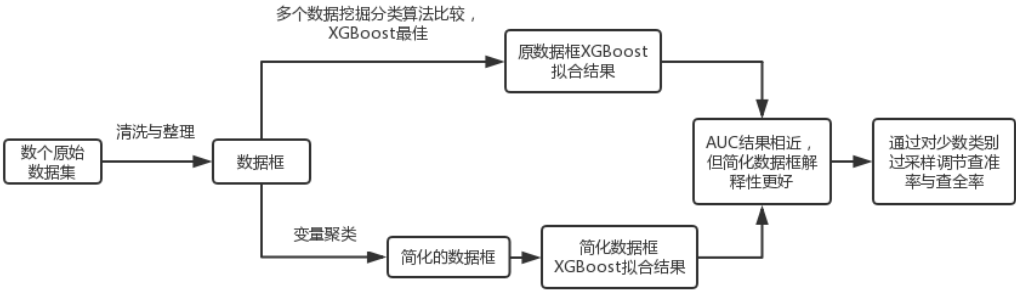 多个数据挖掘分类算法比较，
XGBoost最佳
原数据框XGBoost
拟合结果
清洗与整理
数个原始
数据集
数据框
AUC结果相近，
但简化数据框解
释性更好
通过对少数类别
过采样调节查准
率与查全率
变量聚类
简化的数据框
简化数据框
XGBoost拟合结果